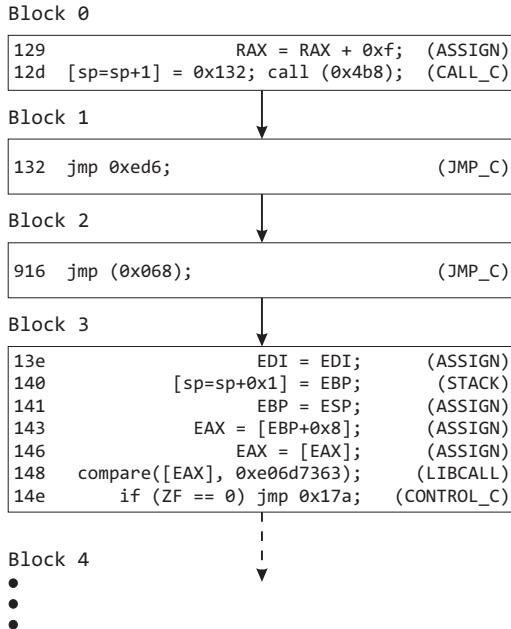 Block 0
129 RAX = RAX + 0xf; (ASSIGN)
12d [sp=sp+1] = 0x132; call (0x4b8); (CALL_C)
Block 1
132 jmp 0xed6; (JMP_C)
Block 2
916 jmp (0x068); (JMP_C)
Block 3
13e EDI = EDI; (ASSIGN)
140 [sp=sp+0x1] = EBP; (STACK)
141 EBP = ESP; (ASSIGN)
143 EAX = [EBP+0x8]; (ASSIGN)
146 EAX = [EAX]; (ASSIGN)
148 compare([EAX], 0xe06d7363); (LIBCALL)
14e if (ZF == 0) jmp 0x17a; (CONTROL_C)
Block 4